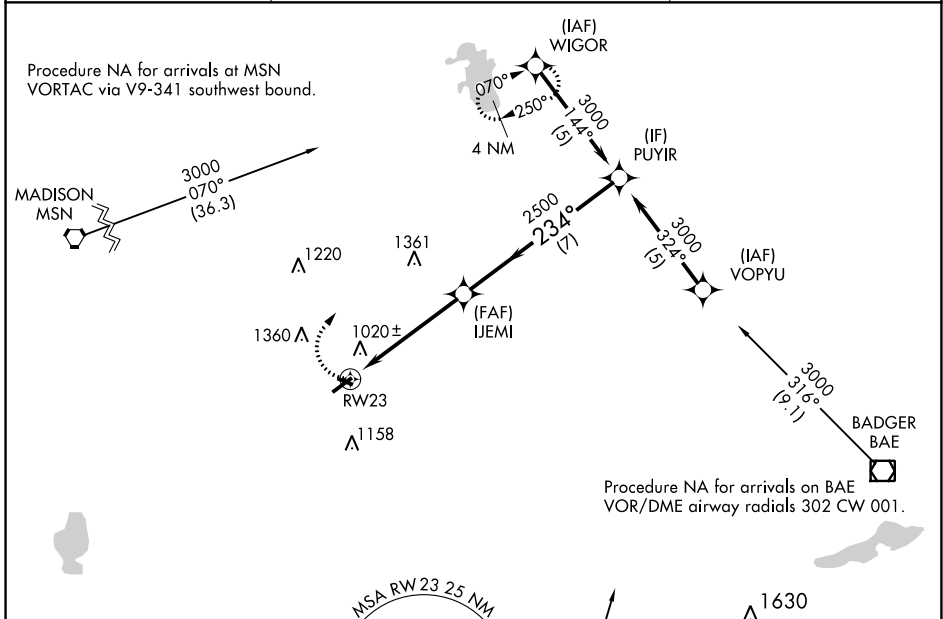 (IAF)
WIGOR
Procedure NA for arrivals at MSN
VORTAC via V9-341 southwest bound.
070°
250°
4 NM
3000
144°
(5)
(IF)
PUYIR
MADISON
MSN
3000
070°
(36.3)
2500
234°
(7)
3000
324°
(5)
(IAF)
VOPYU
1220
1361
(FAF)
IJEMI
1360
1020±
RW23
1158
3000
316°
(9.1)
BADGER
BAE
Procedure NA for arrivals on BAE
VOR/DME airway radials 302 CW 001.
MSA RW23 25 NM
1630